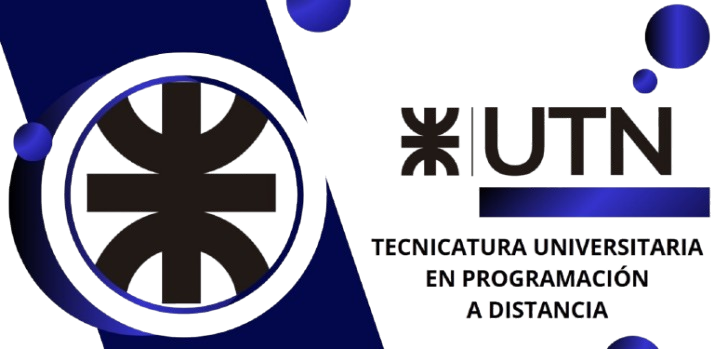 UTN
TECNICATURA UNIVERSITARIA
EN PROGRAMACIÓN
A DISTANCIA